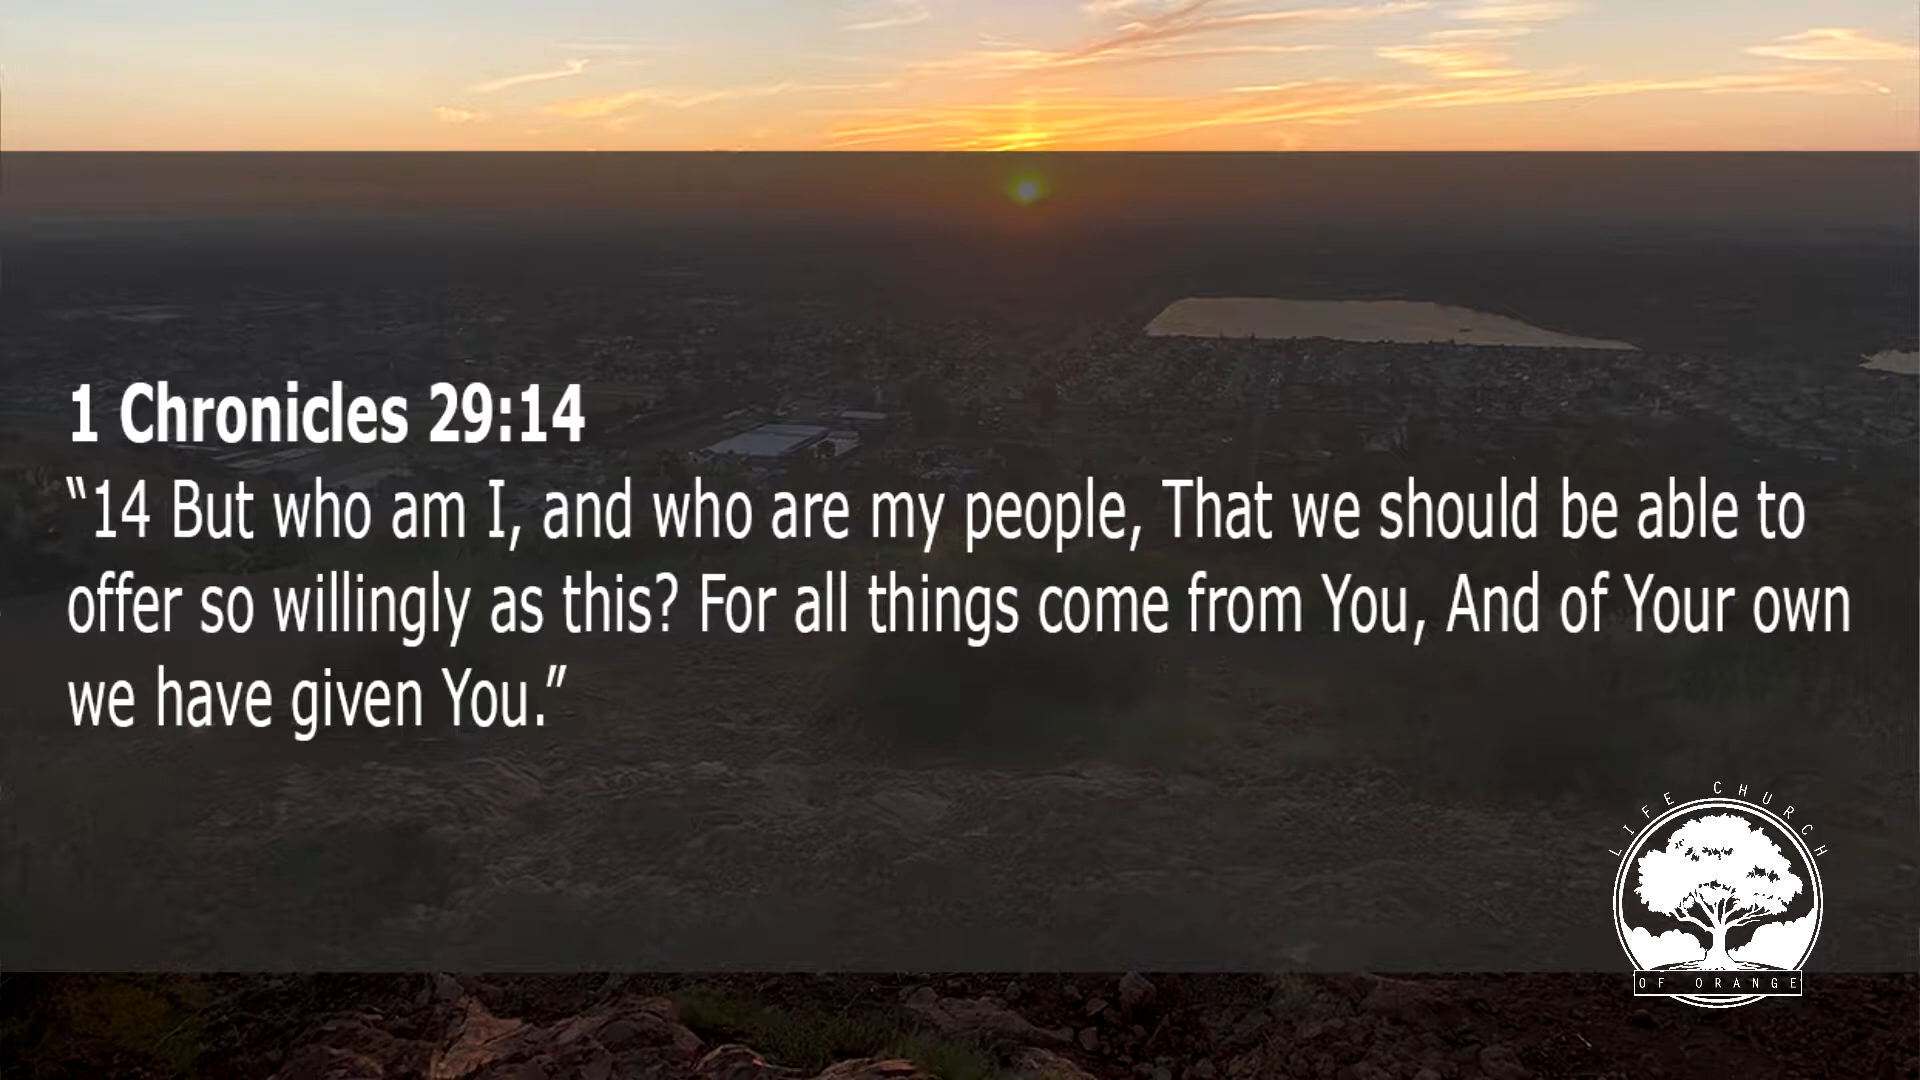 1 Chronicles 29:14
“14 But who am I, and who are my people, That we should be able to
offer so willingly as this? For all things come from You, And of Your own
we have given You.”
LIFE CHURCH
OF ORANGE